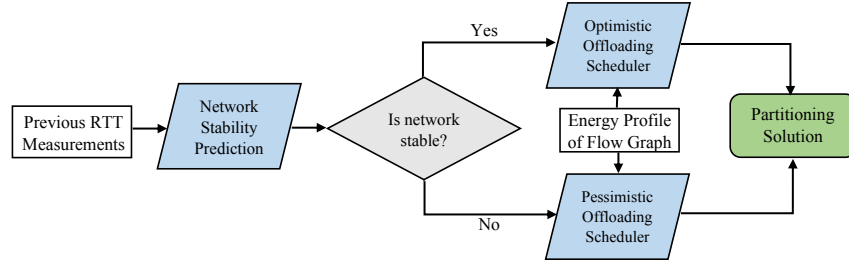 Previous RTT
Measurements
Network
Stability
Prediction
Is network
stable?
Yes
No
Optimistic
Offloading
Scheduler
Energy Profile
of Flow Graph
Pessimistic
Offloading
Scheduler
Partitioning
Solution